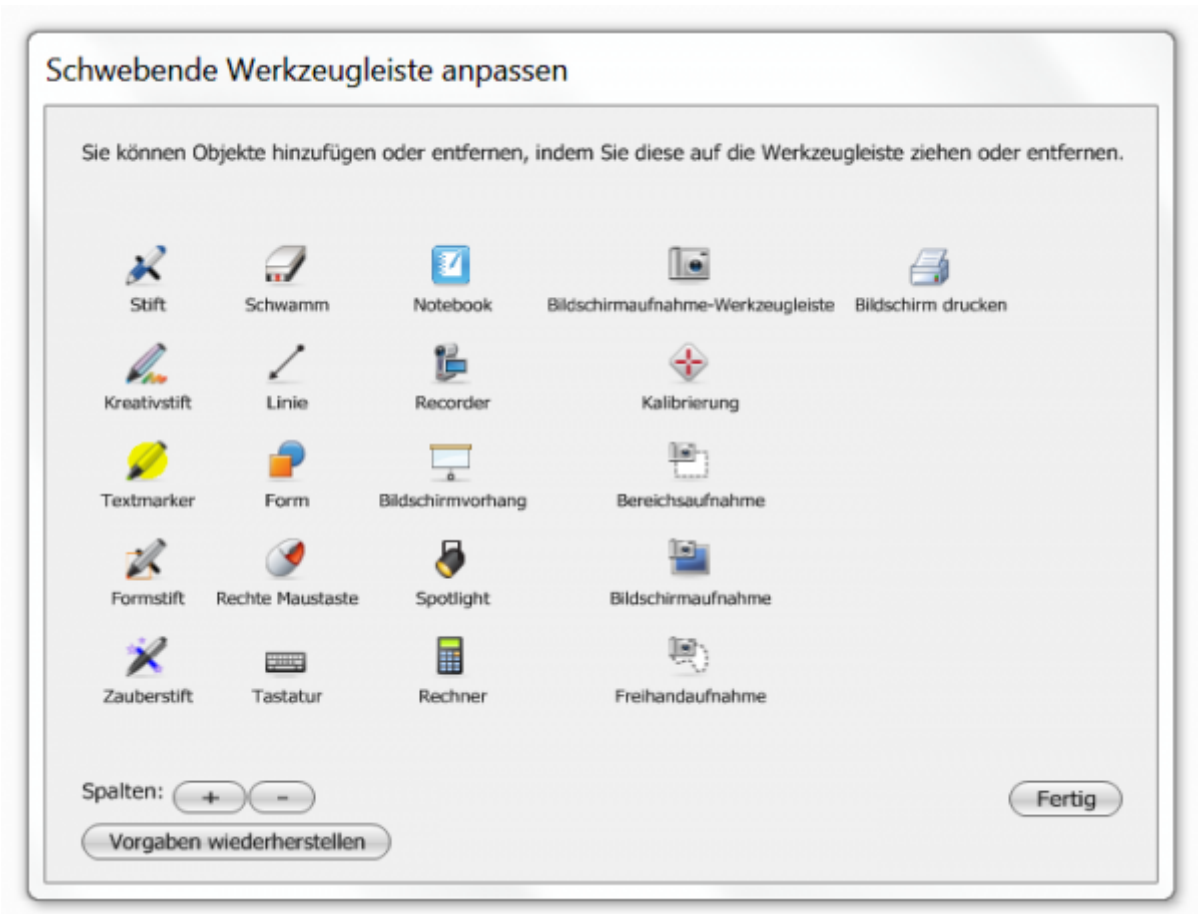 Schwebende Werkzeugleiste anpassen
Sie können Objekte hinzufügen oder entfernen, indem Sie diese auf die Werkzeugleiste ziehen oder entfernen.
Stift Schwamm Notebook Bildschirmaufnahme-Werkzeugleiste Bildschirm drucken
Kreativstift Linie Recorder Kalibrierung
Textmarker Form Bildschirmvorhang Bereichsaufnahme
Formstift Rechte Maustaste Spotlight Bildschirmaufnahme
Zauberstift Tastatur Rechner Freihandaufnahme
Spalten: + - Fertig
Vorgaben wiederherstellen